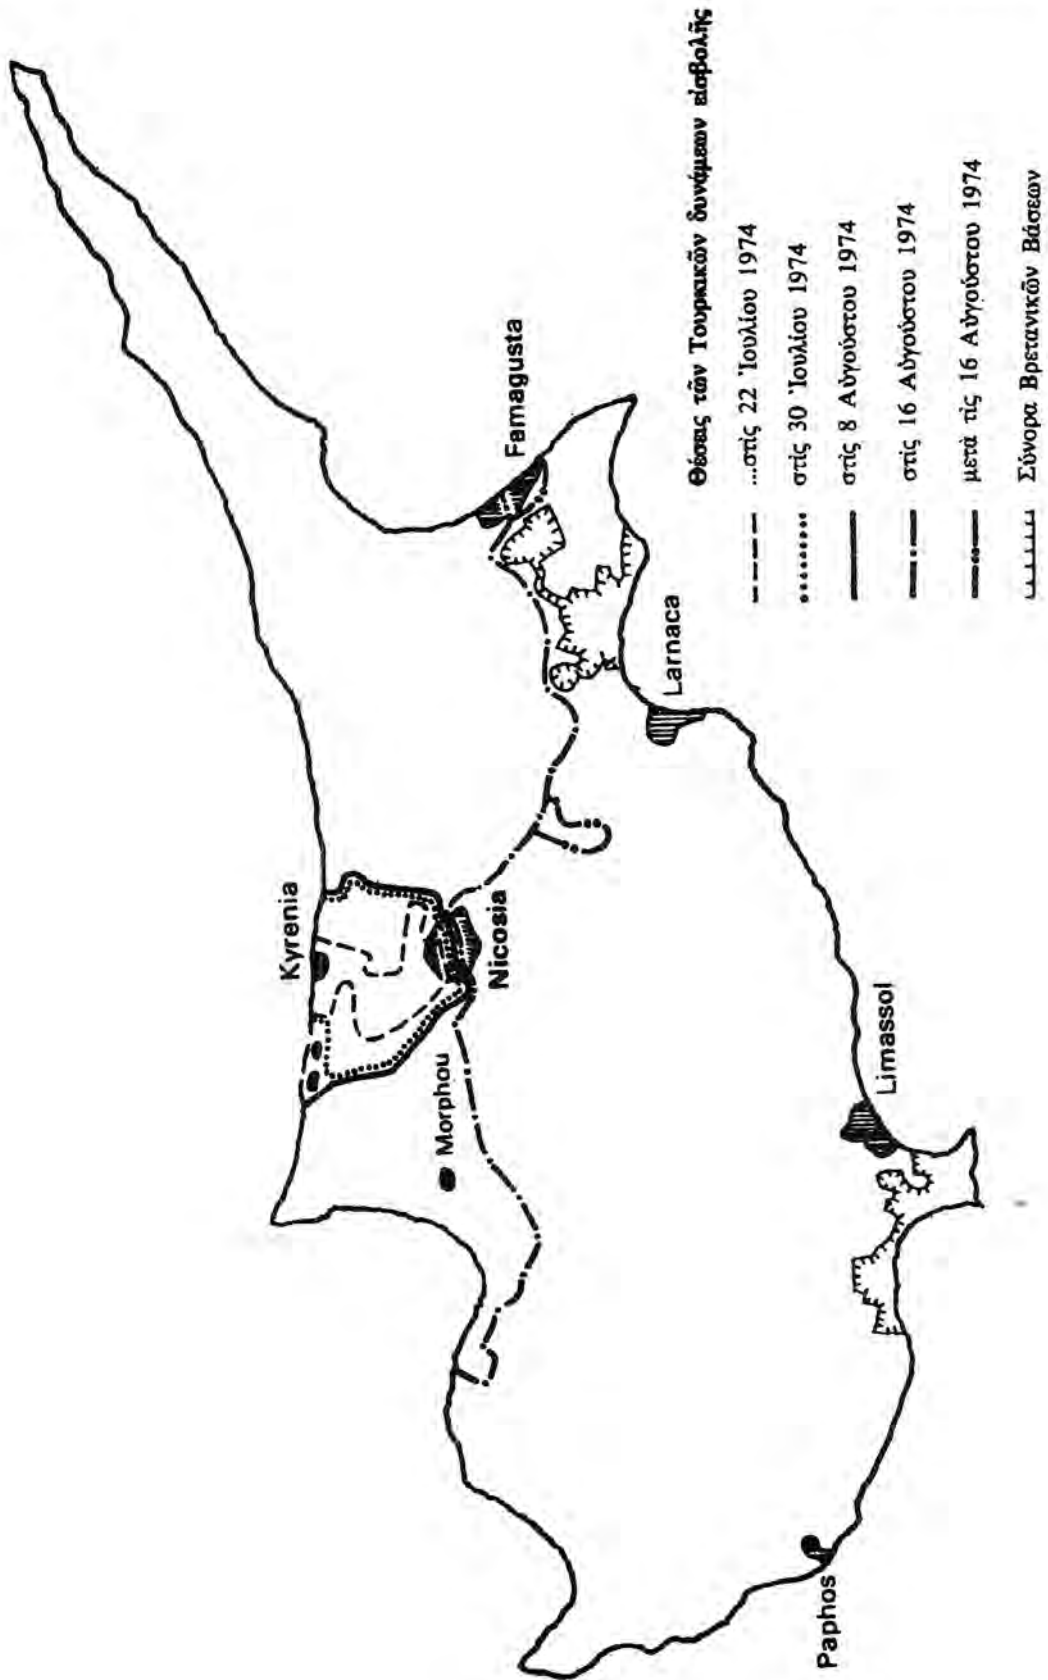 Kyrenia
Morphou
Nicosia
Famagusta
Larnaca
Limassol
Paphos
Θέσεις τῶν Τουρκικῶν δυνάμεων εἰσβολῆς
...στίς 22 Ἰουλίου 1974
στίς 30 Ἰουλίου 1974
στίς 8 Αὐγούστου 1974
στίς 16 Αὐγούστου 1974
μετά τίς 16 Αὐγούστου 1974
Σύνορα Βρετανικῶν Βάσεων